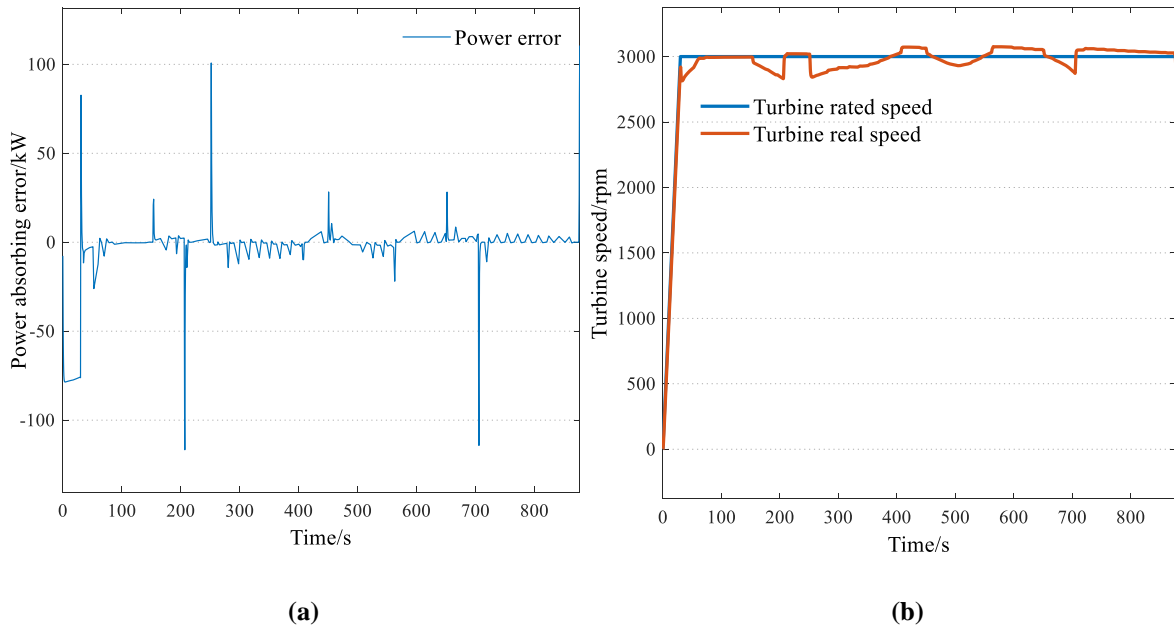 Power error
100
50
0
-50
-100
Power absorbing error/kW
0 100 200 300 400 500 600 700 800
Time/s
(a)
3500
3000
2500
2000
1500
1000
500
0
Turbine speed/rpm
Turbine rated speed
Turbine real speed
0 100 200 300 400 500 600 700 800
Time/s
(b)